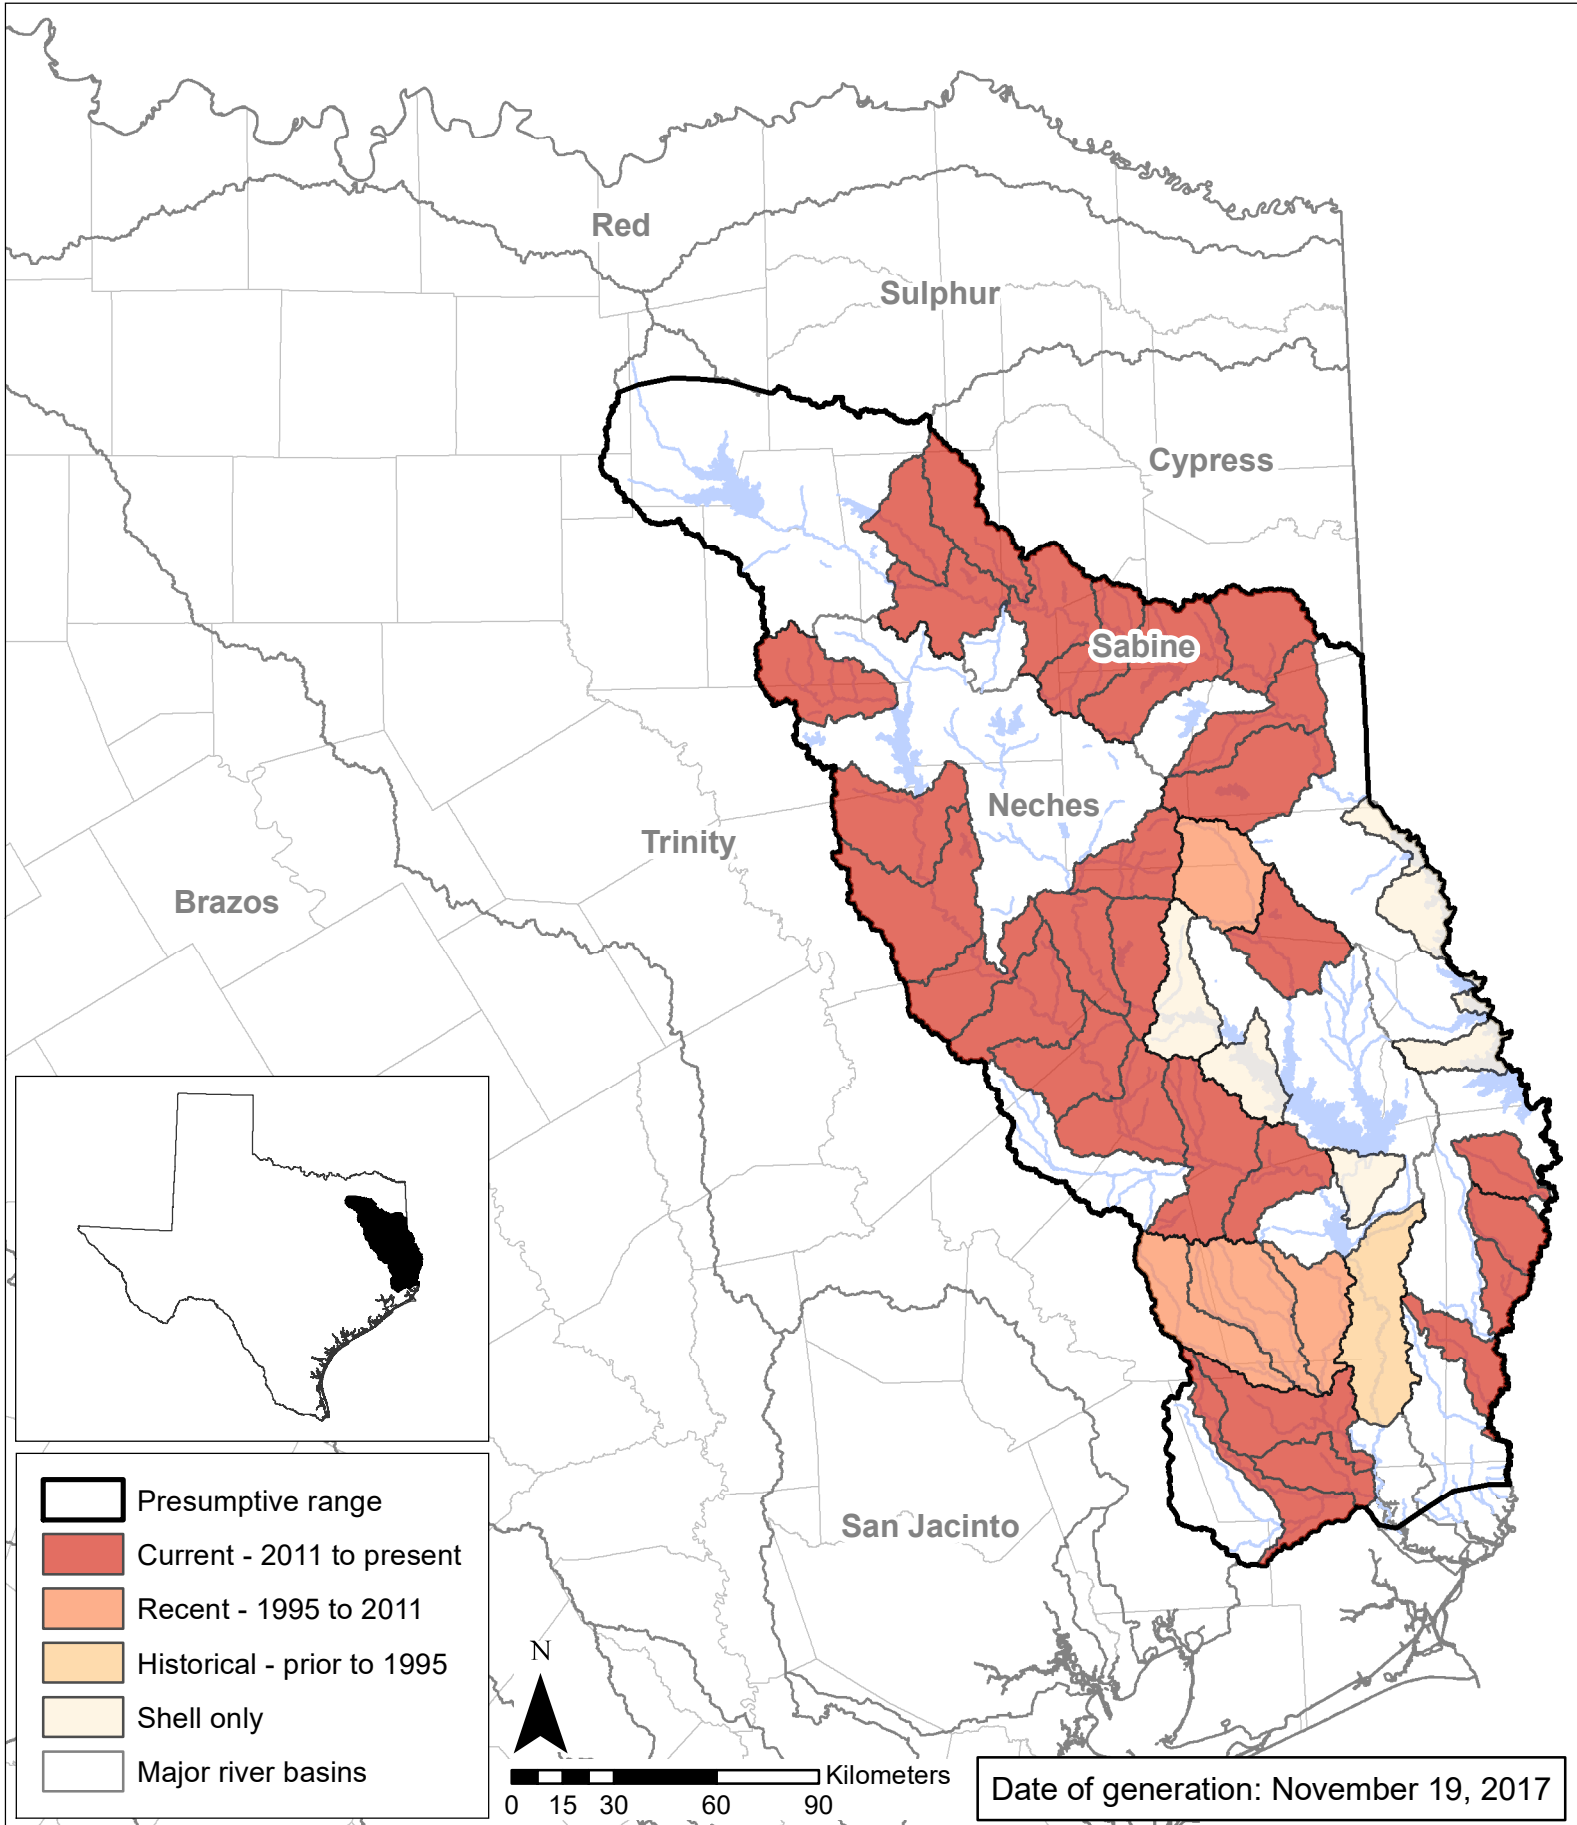 Red
Sulphur
Cypress
Sabine
Neches
Trinity
Brazos
San Jacinto
Presumptive range
Current - 2011 to present
Recent - 1995 to 2011
Historical - prior to 1995
Shell only
Major river basins
N
Kilometers
0 15 30 60 90
Date of generation: November 19, 2017